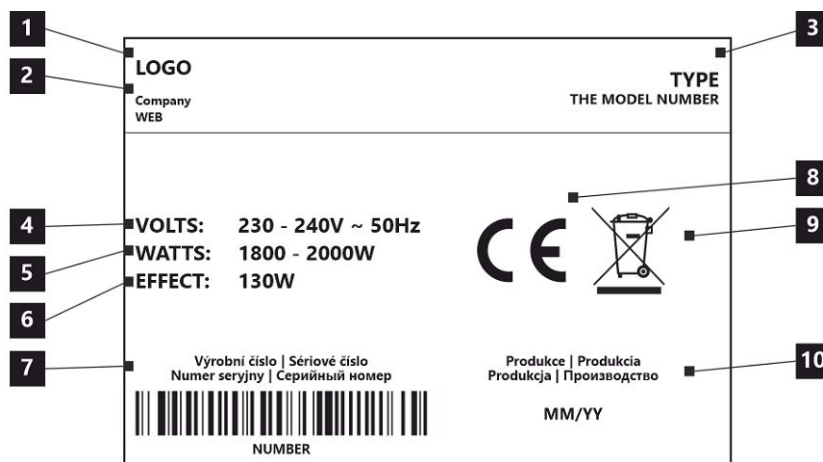 1
LOGO
2
Company
WEB
3
TYPE
THE MODEL NUMBER
4
VOLTS: 230 - 240V ~ 50Hz
5
WATTS: 1800 - 2000W
6
EFFECT: 130W
8
CE
9
7
Výrobní číslo | Sériové číslo
Numer seryjny | Серийный номер
NUMBER
10
Produkce | Produkcia
Produkcja | Производство
MM/YY